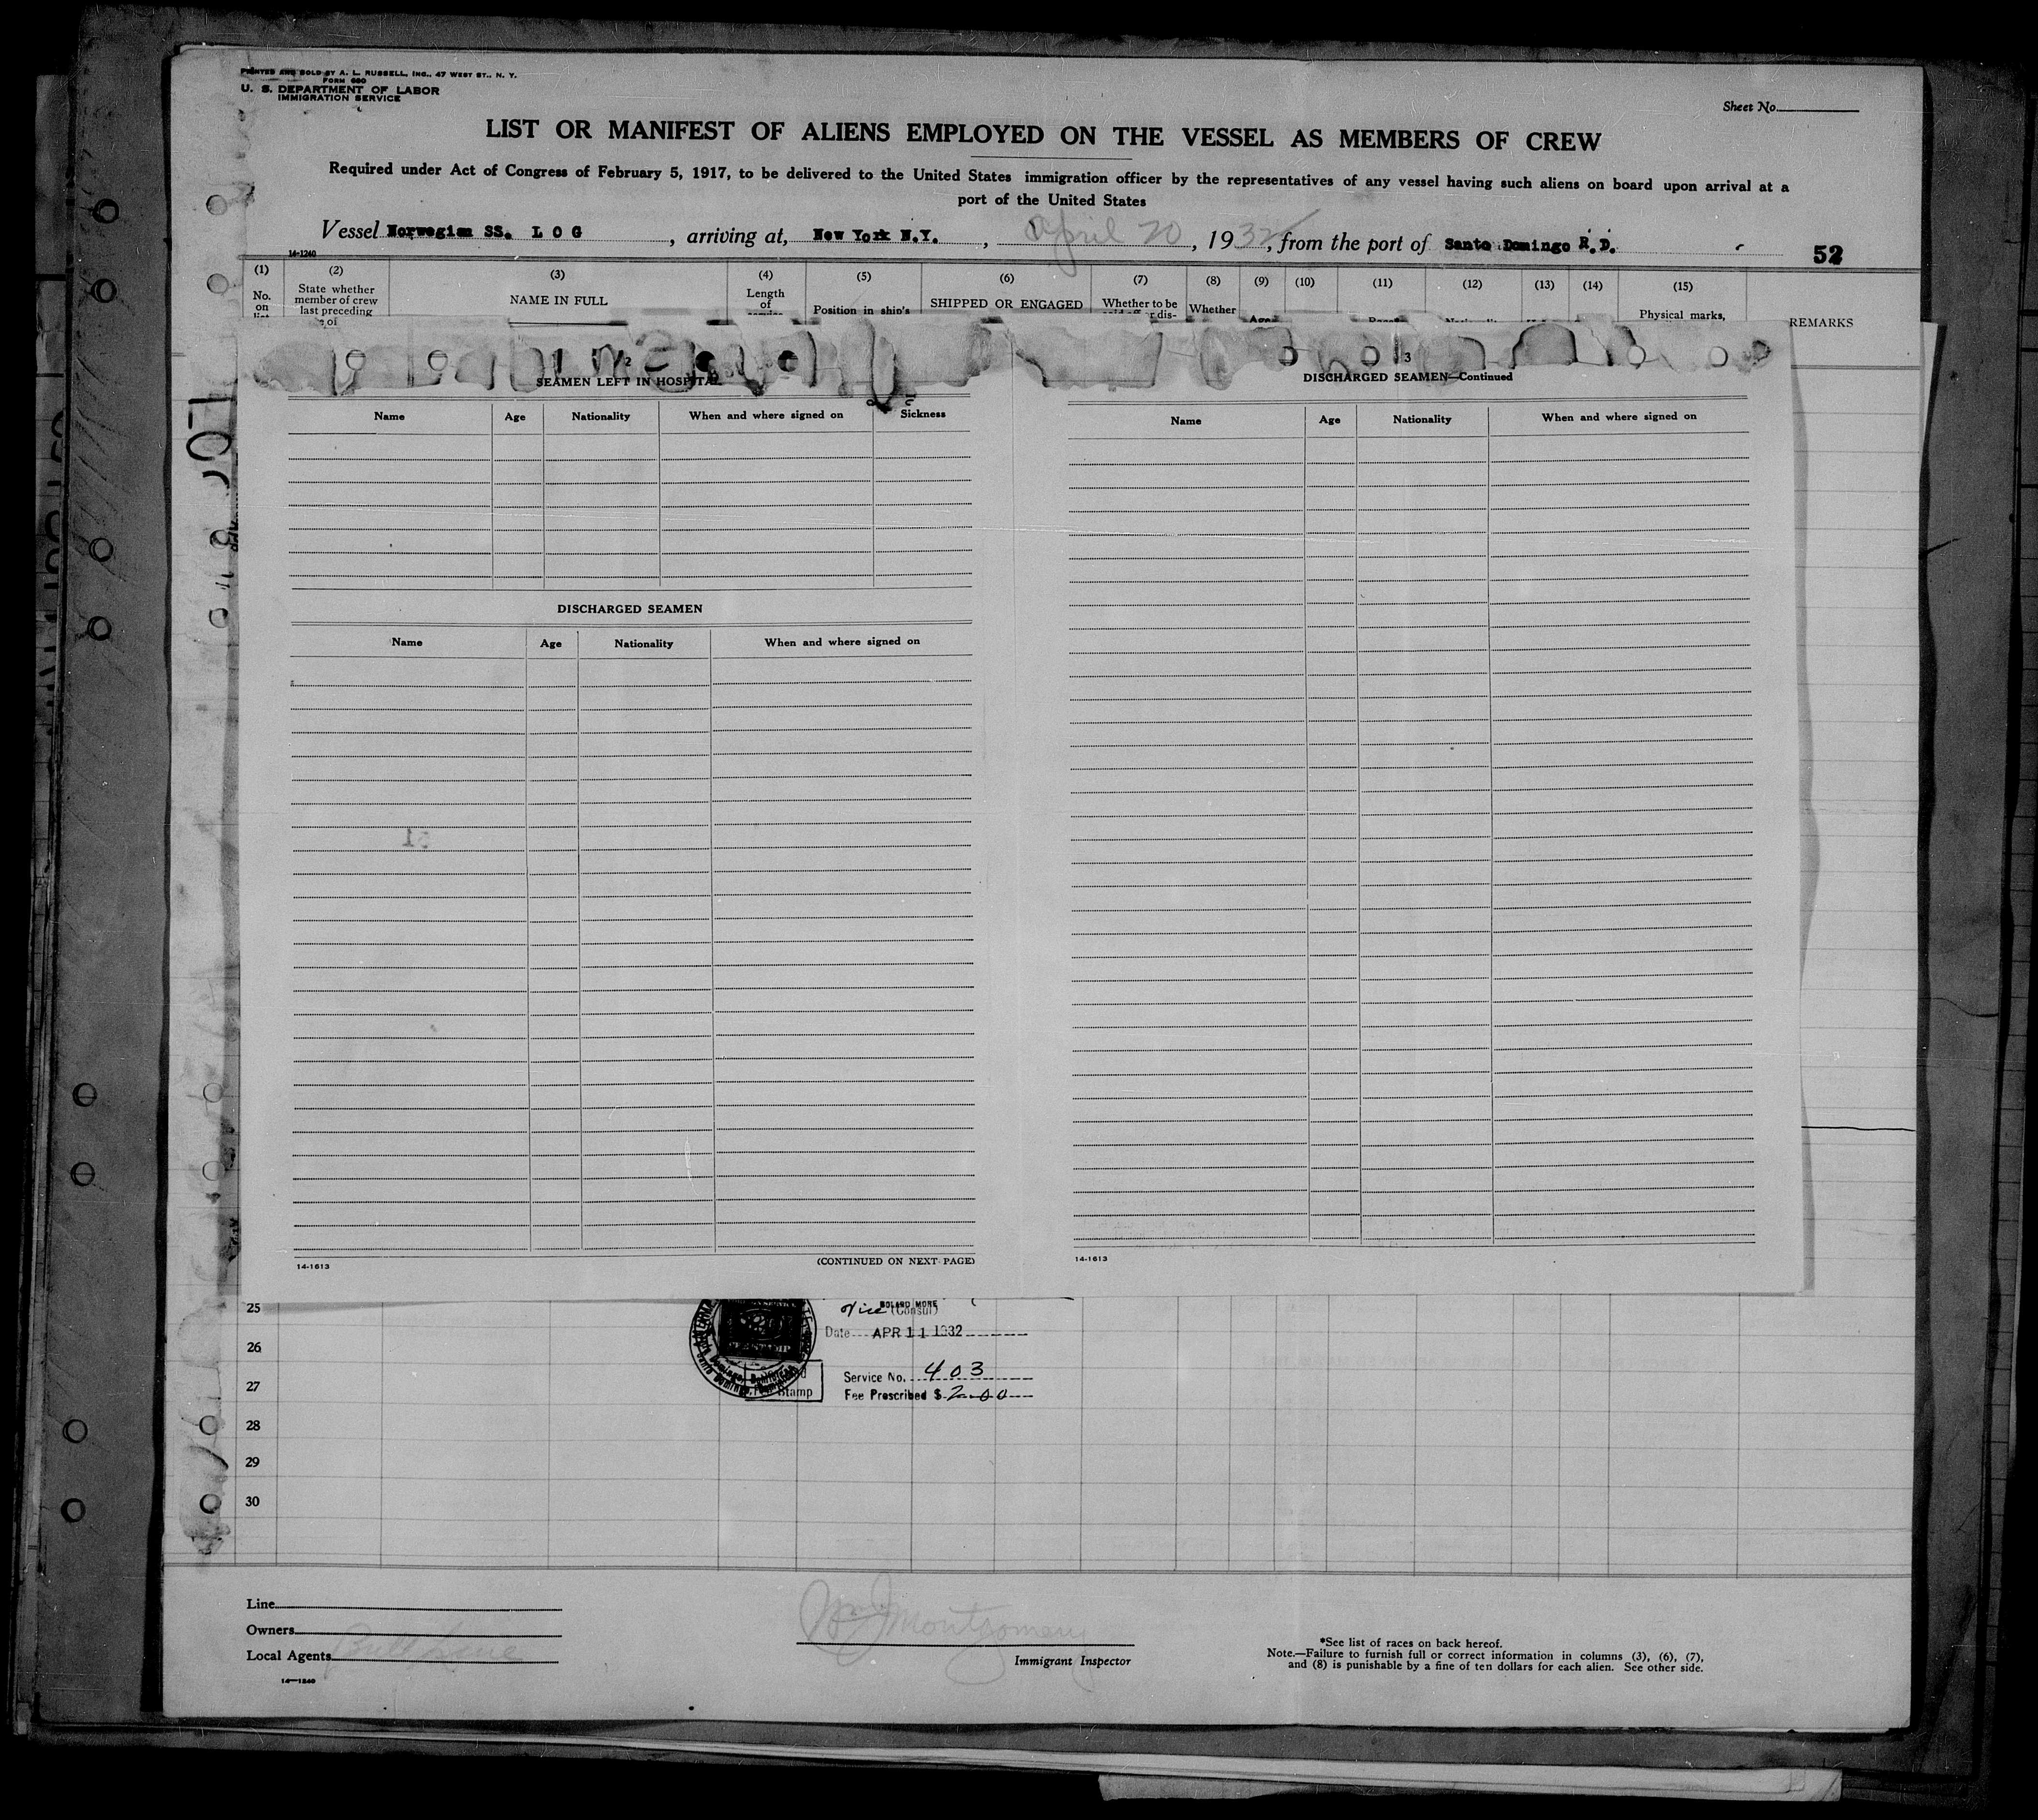 PRINTED AND SOLD BY A. L. RUSSELL, INC., 47 WEST ST., N. Y.
FORM 680
U. S. DEPARTMENT OF LABOR
IMMIGRATION SERVICE
Sheet No.
LIST OR MANIFEST OF ALIENS EMPLOYED ON THE VESSEL AS MEMBERS OF CREW
Required under Act of Congress of February 5, 1917, to be delivered to the United States immigration officer by the representatives of any vessel having such aliens on board upon arrival at a
port of the United States
Vessel Norwegian SS. L O G, arriving at, New York N.Y., April 20, 1932, from the port of Santo Domingo R.D.
52
14-1240
(1) (2) (3) (4) (5) (6) (7) (8) (9) (10) (11) (12) (13) (14) (15)
No. on
State whether member of crew last preceding
NAME IN FULL
Length of
Position in ship's
SHIPPED OR ENGAGED
Whether to be
Whether
Age
Physical marks,
REMARKS
2
SEAMEN LEFT IN HOSPITAL
Name Age Nationality When and where signed on Sickness
DISCHARGED SEAMEN
Name Age Nationality When and where signed on
(CONTINUED ON NEXT PAGE)
14-1613
3
DISCHARGED SEAMEN—Continued
Name Age Nationality When and where signed on
14-1613
25
26
27
28
29
30
Vice (Consul)
Date APR 11 1932
Service No. 403
Fee Prescribed $ 2.00
Stamp
Line
Owners
Local Agents Bull Line
14—1240
Wm J Montgomery
Immigrant Inspector
*See list of races on back hereof.
Note.—Failure to furnish full or correct information in columns (3), (6), (7),
and (8) is punishable by a fine of ten dollars for each alien. See other side.